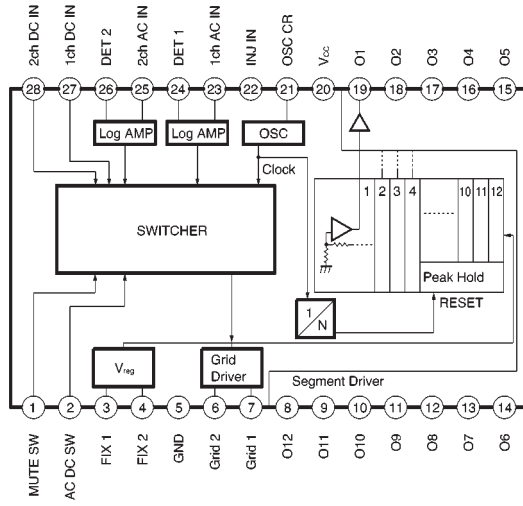 2ch DC IN
1ch DC IN
DET 2
2ch AC IN
DET 1
1ch AC IN
INJ IN
OSC CR
Vcc
O1
O2
O3
O4
O5
28 27 26 25 24 23 22 21 20 19 18 17 16 15
Log AMP Log AMP OSC
Clock
1 2 3 4 10 11 12
SWITCHER
Peak Hold
RESET
1/N
Vreg
Grid
Driver
Segment Driver
1 2 3 4 5 6 7 8 9 10 11 12 13 14
MUTE SW
AC DC SW
FIX 1
FIX 2
GND
Grid 2
Grid 1
O12
O11
O10
O9
O8
O7
O6